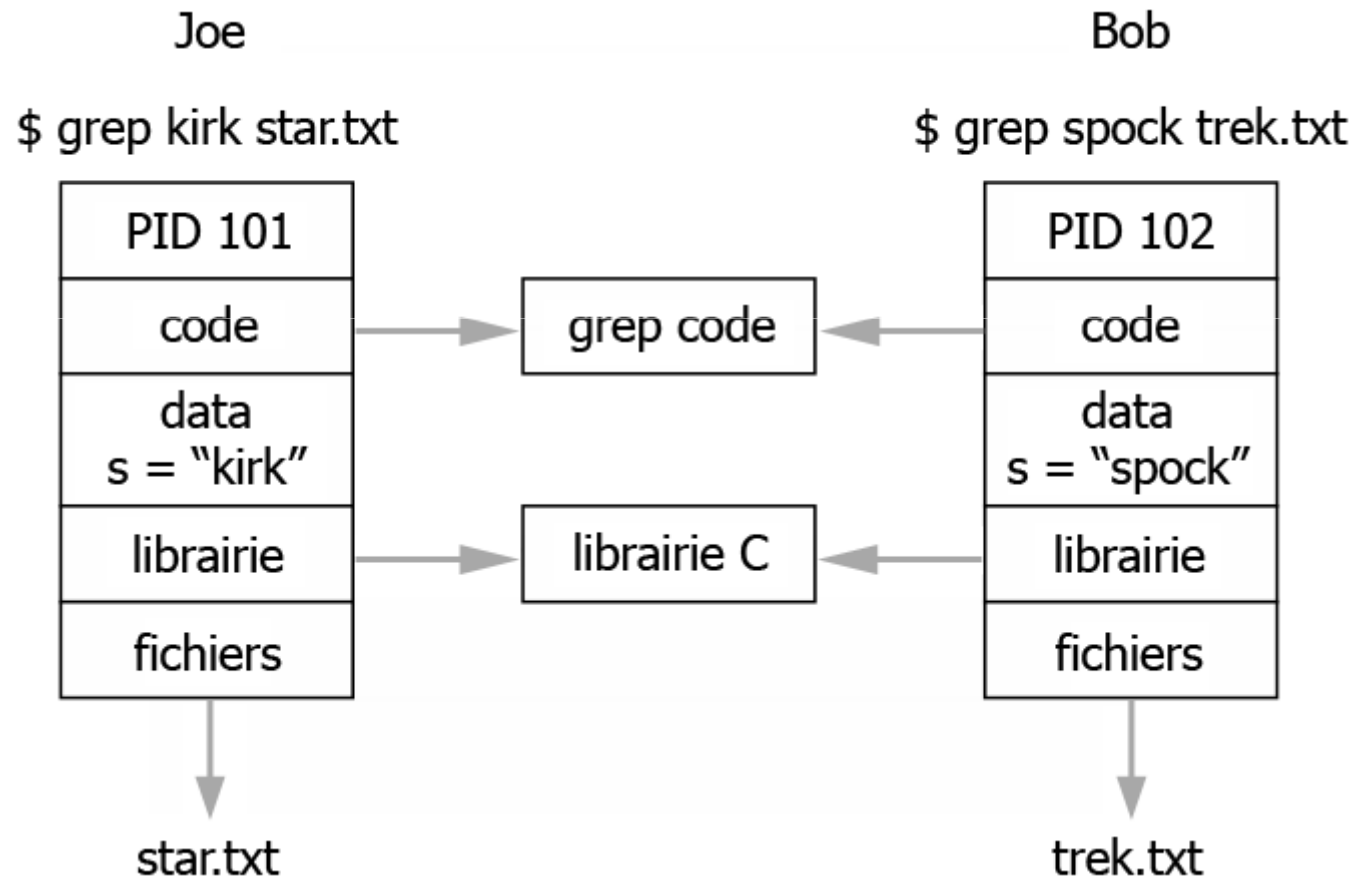 Joe
$ grep kirk star.txt
PID 101
code
data
s = “kirk”
librairie
fichiers
star.txt
grep code
librairie C
Bob
$ grep spock trek.txt
PID 102
code
data
s = “spock”
librairie
fichiers
trek.txt